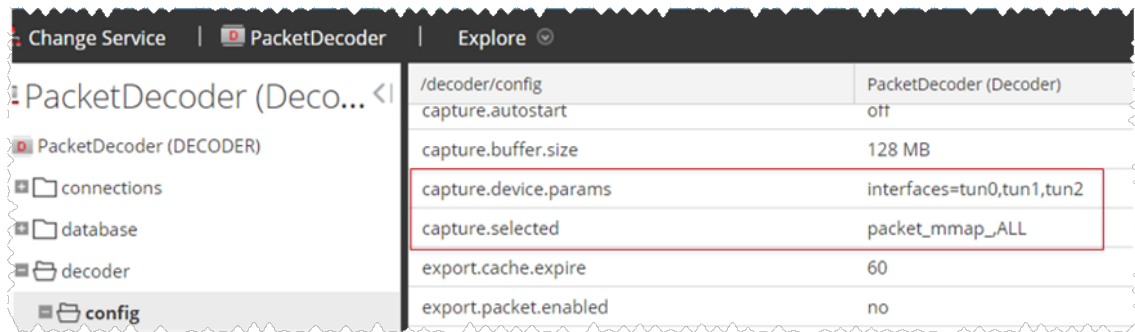 Change Service | D PacketDecoder | Explore
PacketDecoder (Deco...
D PacketDecoder (DECODER)
connections
database
decoder
config
/decoder/config PacketDecoder (Decoder)
capture.autostart off
capture.buffer.size 128 MB
capture.device.params interfaces=tun0,tun1,tun2
capture.selected packet_mmap_,ALL
export.cache.expire 60
export.packet.enabled no